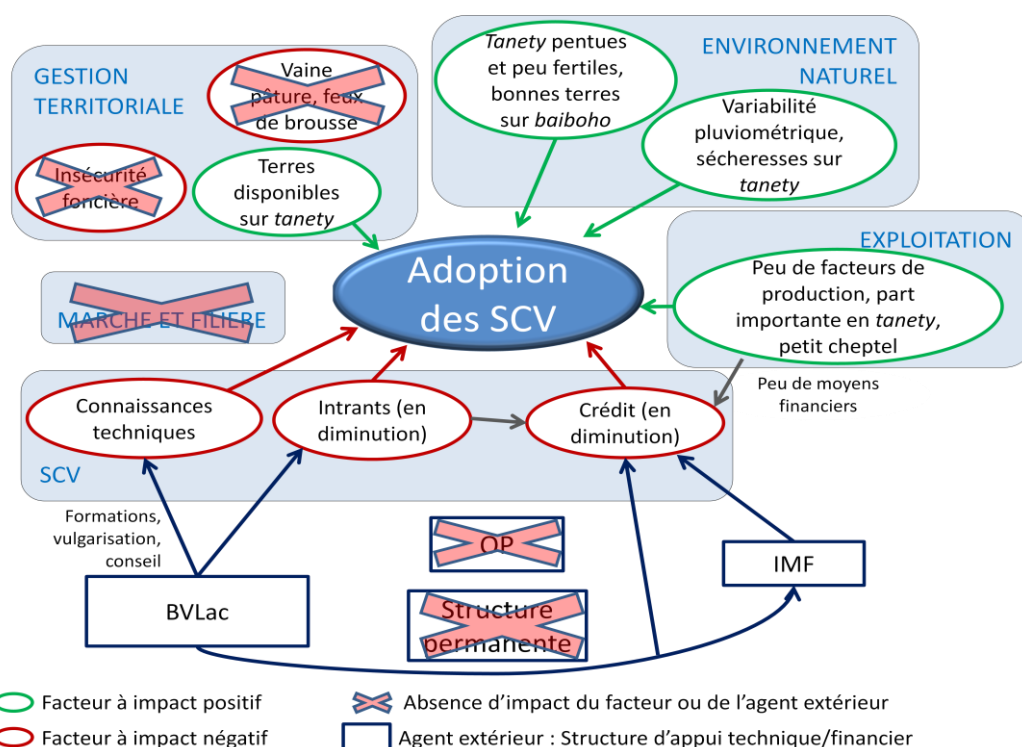 GESTION
TERRITORIALE
Vaine
pâture, feux
de brousse
Insécurité
foncière
Terres
disponibles
sur tanety
ENVIRONNEMENT
NATUREL
Tanety pentues
et peu fertiles,
bonnes terres
sur baiboho
Variabilité
pluviométrique,
sécheresses sur
tanety
Adoption
des SCV
EXPLOITATION
Peu de facteurs de
production, part
importante en tanety,
petit cheptel
MARCHE ET FILIERE
Peu de moyens
financiers
Connaissances
techniques
Intrants (en
diminution)
Crédit (en
diminution)
SCV
Formations,
vulgarisation,
conseil
BVLac
OP
Structure
permanente
IMF
Facteur à impact positif
Absence d’impact du facteur ou de l’agent extérieur
Facteur à impact négatif
Agent extérieur : Structure d’appui technique/financier